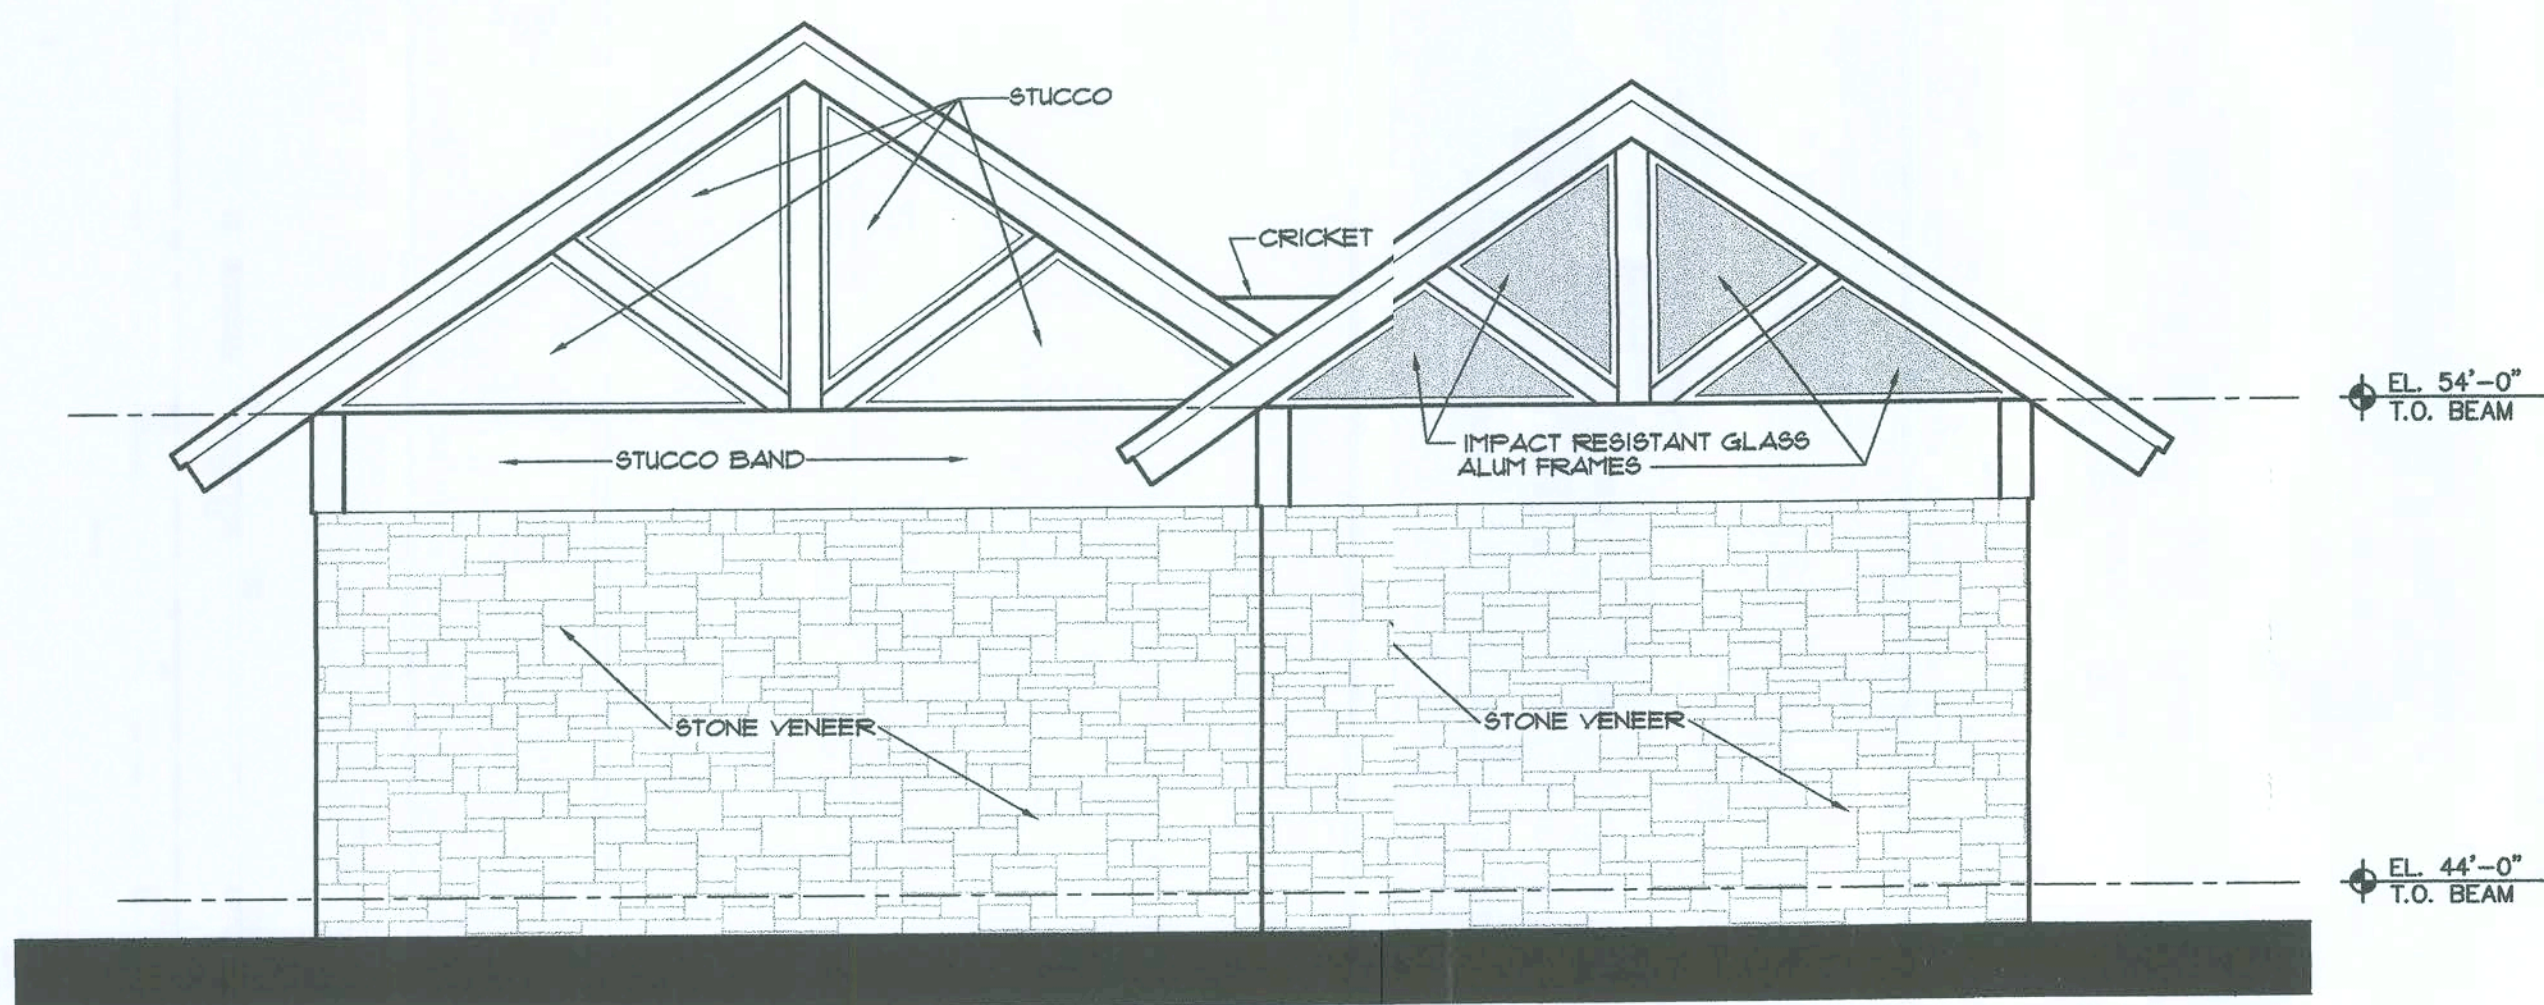 STUCCO
CRICKET
EL. 54'-0"
T.O. BEAM
STUCCO BAND
IMPACT RESISTANT GLASS
ALUM FRAMES
STONE VENEER
STONE VENEER
EL. 44'-0"
T.O. BEAM